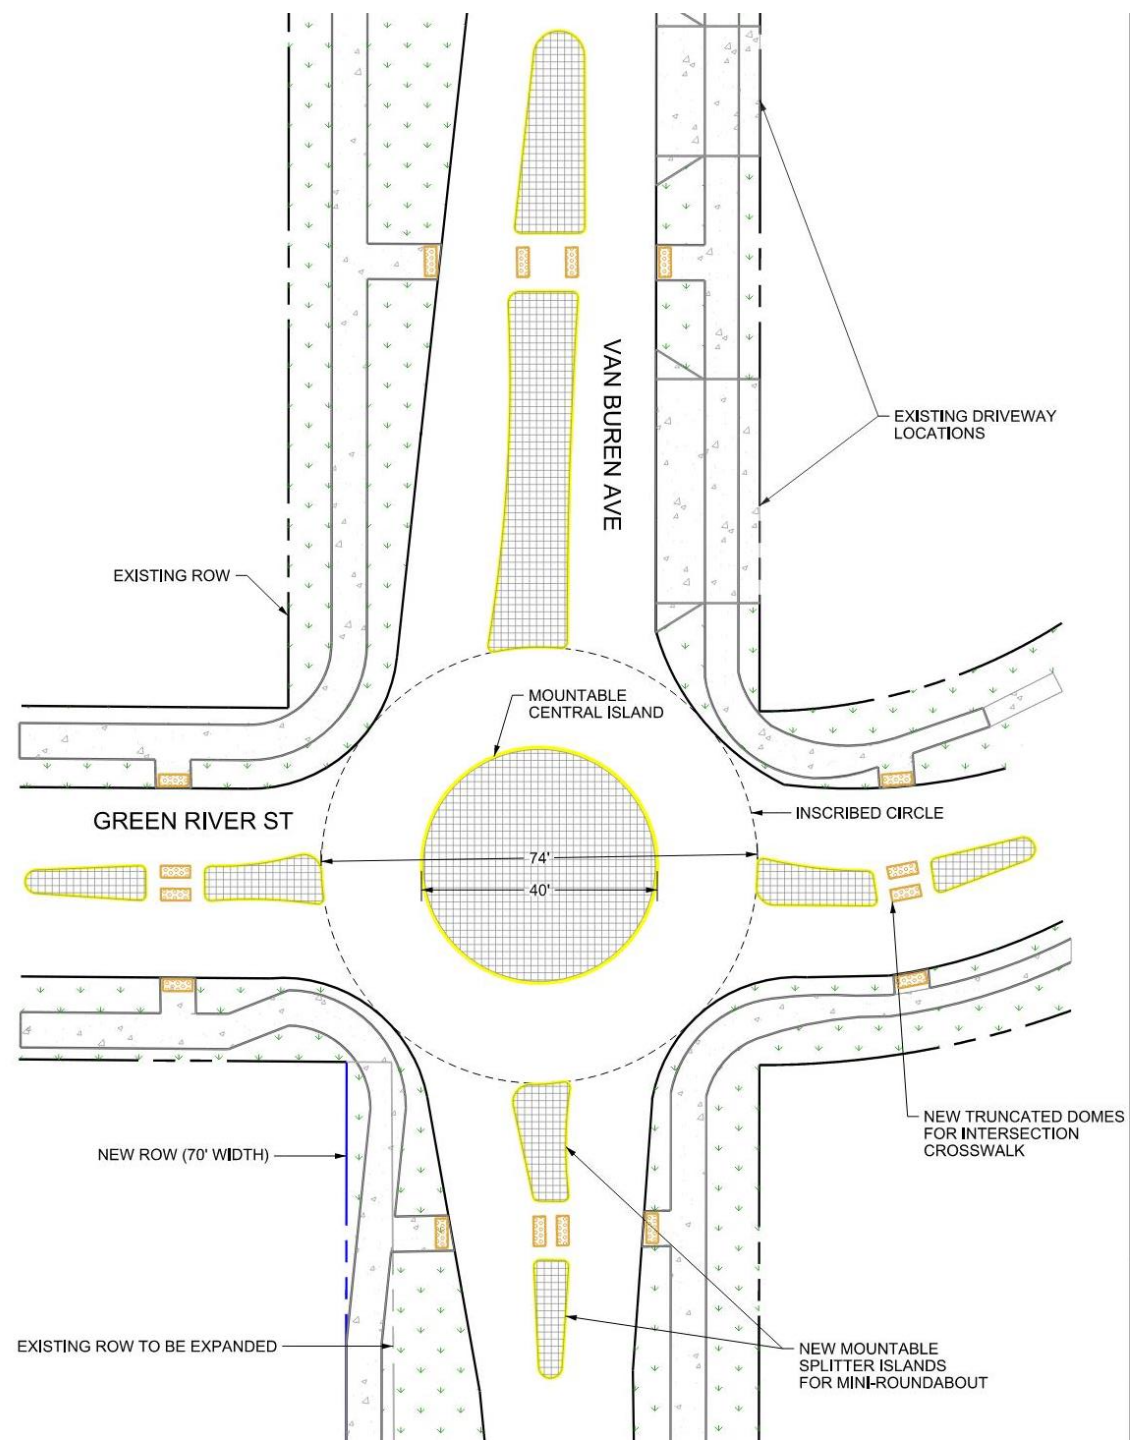 VAN BUREN AVE
EXISTING DRIVEWAY
LOCATIONS
EXISTING ROW
MOUNTABLE
CENTRAL ISLAND
GREEN RIVER ST
INSCRIBED CIRCLE
74'
40'
NEW TRUNCATED DOMES
FOR INTERSECTION
CROSSWALK
NEW ROW (70' WIDTH)
EXISTING ROW TO BE EXPANDED
NEW MOUNTABLE
SPLITTER ISLANDS
FOR MINI-ROUNDABOUT